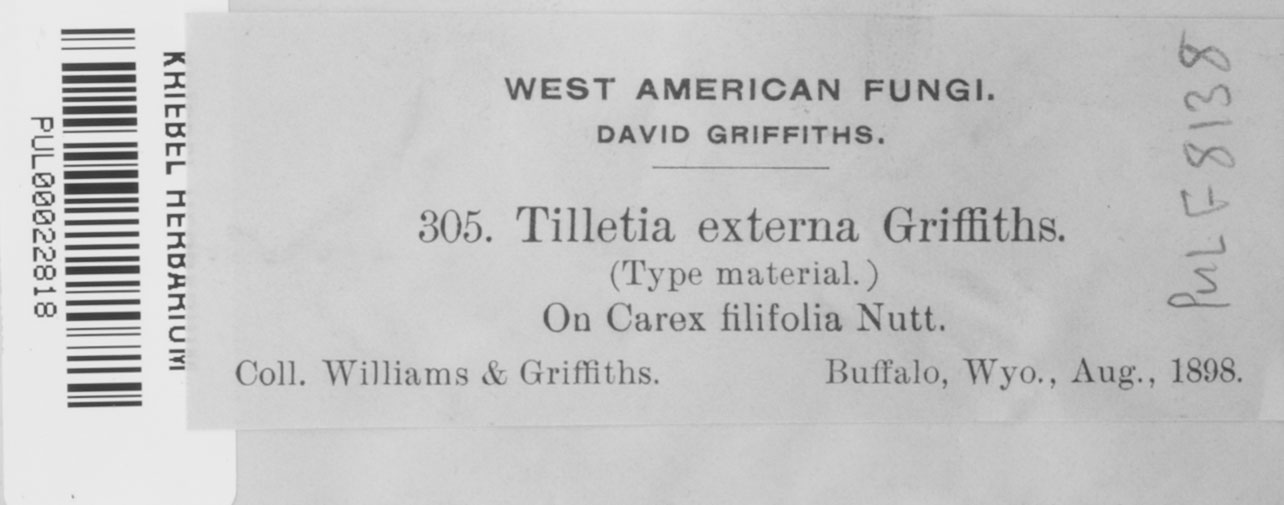 WEST AMERICAN FUNGI.
DAVID GRIFFITHS.
305. Tilletia externa Griffiths.
(Type material.)
On Carex filifolia Nutt.
Coll. Williams & Griffiths. Buffalo, Wyo., Aug., 1898.
PUL F 8138
KRIEBEL HERBARIUM
PUL00022818